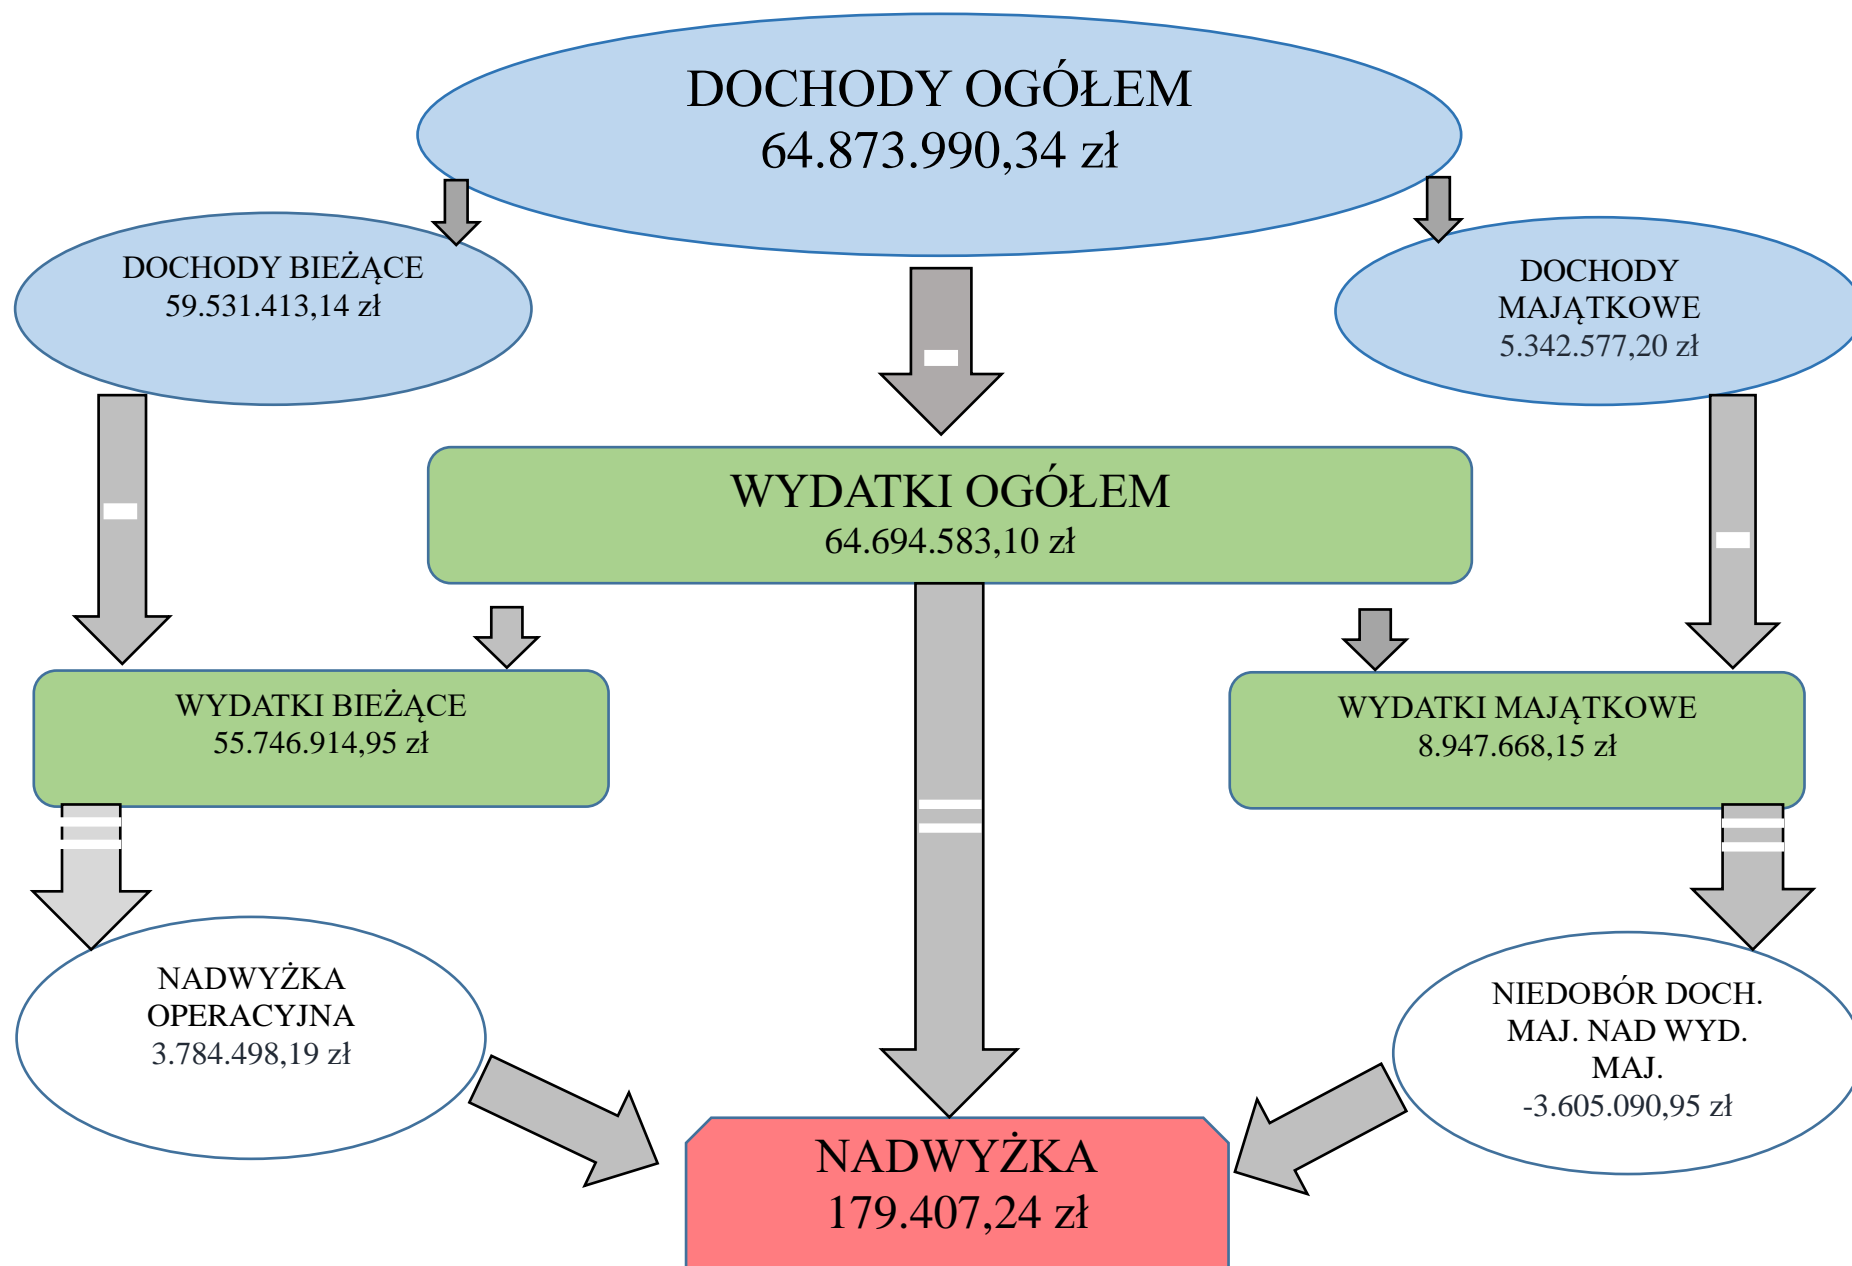 DOCHODY OGÓŁEM
64.873.990,34 zł
DOCHODY BIEŻĄCE
59.531.413,14 zł
DOCHODY
MAJĄTKOWE
5.342.577,20 zł
WYDATKI OGÓŁEM
64.694.583,10 zł
WYDATKI BIEŻĄCE
55.746.914,95 zł
WYDATKI MAJĄTKOWE
8.947.668,15 zł
NADWYŻKA
OPERACYJNA
3.784.498,19 zł
NIEDOBÓR DOCH.
MAJ. NAD WYD.
MAJ.
-3.605.090,95 zł
NADWYŻKA
179.407,24 zł